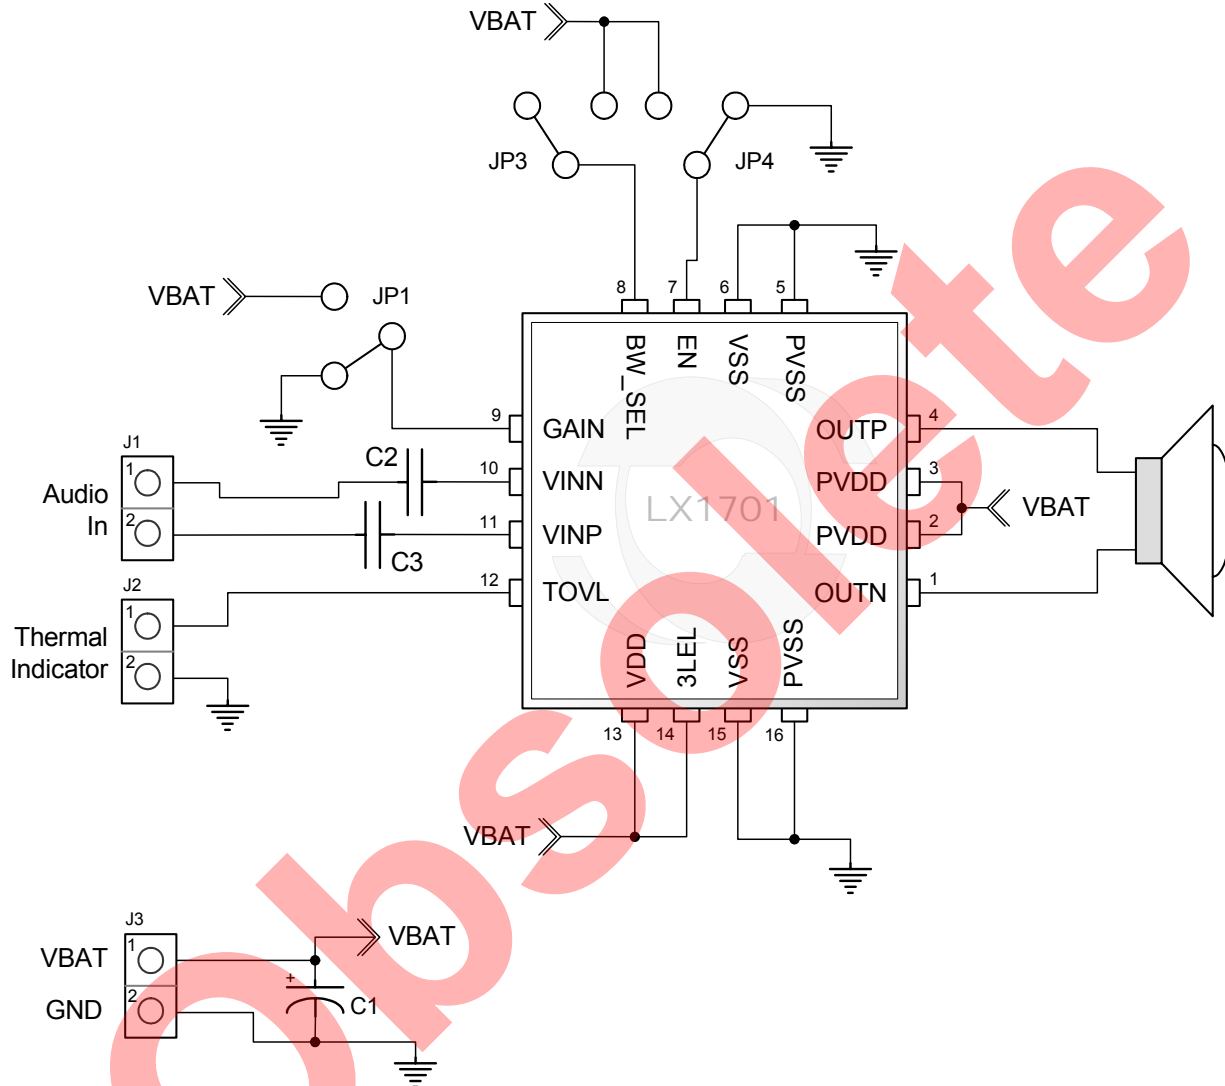 VBAT
JP3
JP4
VBAT
JP1
8
7
6
5
BW_SEL
EN
VSS
PVSS
9
GAIN
OUTP
4
J1
1
2
Audio
In
C2
10
VINN
PVDD
3
LX1701
VBAT
C3
11
VINP
PVDD
2
J2
1
2
Thermal
Indicator
12
TOVL
OUTN
1
VDD
3LEL
VSS
PVSS
13
14
15
16
VBAT
J3
VBAT
1
GND
2
VBAT
+
C1
Obsolete